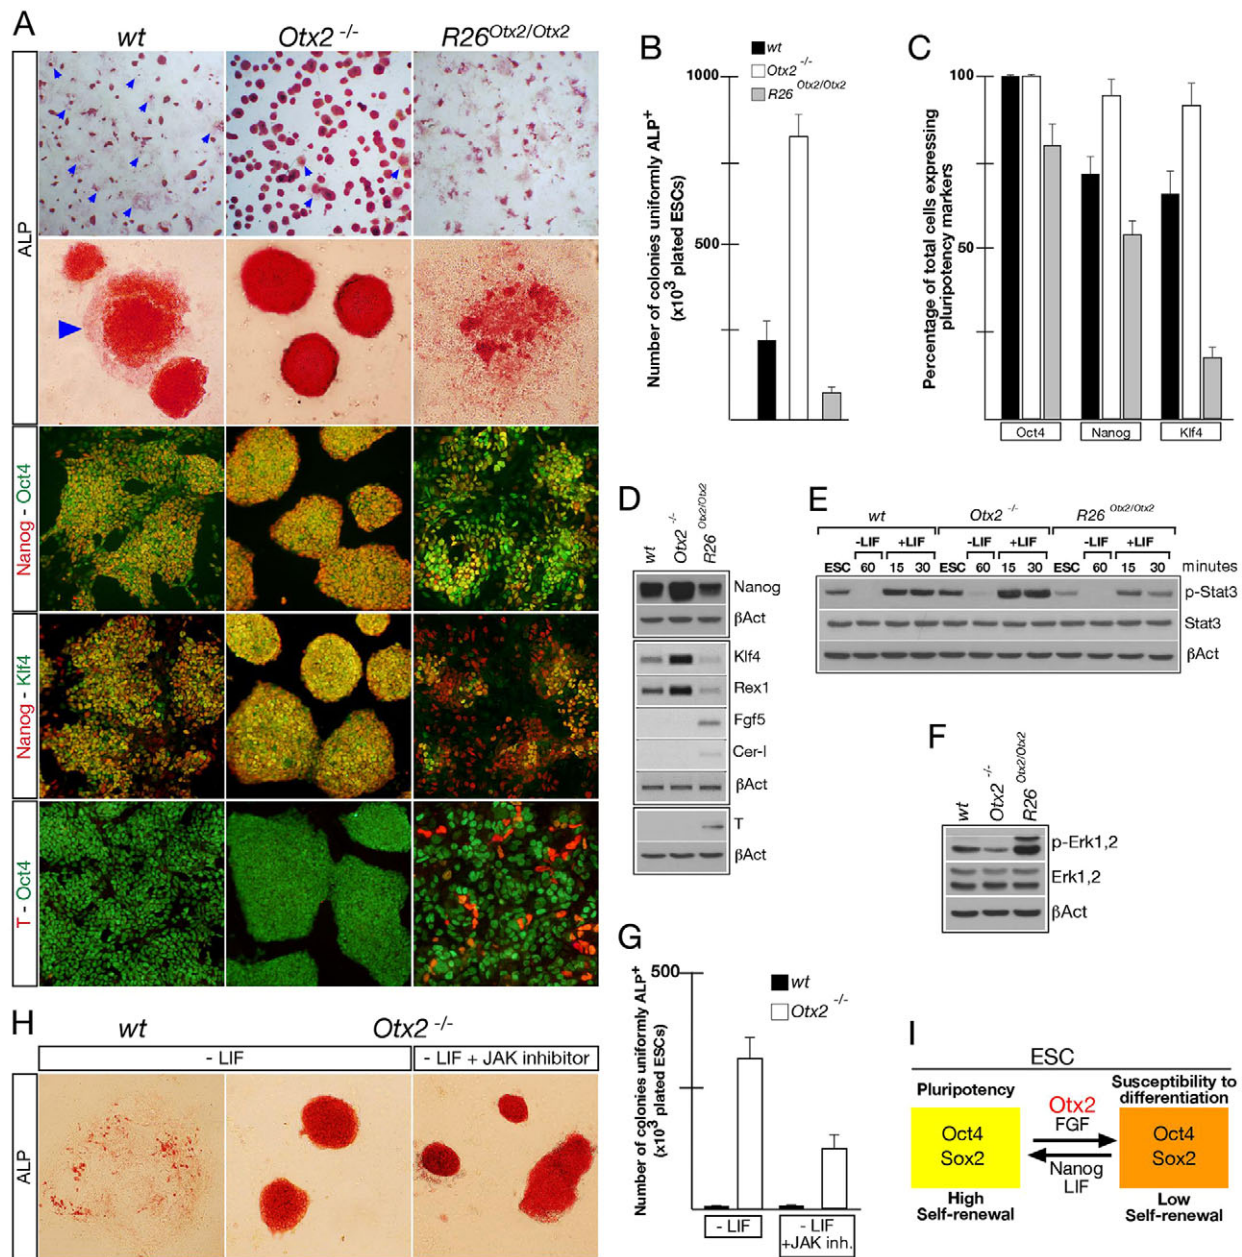 A
wt
Otx2 -/-
R26 Otx2/Otx2
ALP
Nanog - Oct4
Nanog - Klf4
T - Oct4
B
wt
Otx2 -/-
R26 Otx2/Otx2
1000
500
Number of colonies uniformly ALP+
(x10³ plated ESCs)
C
100
50
Percentage of total cells expressing
pluripotency markers
Oct4
Nanog
Klf4
D
wt
Otx2 -/-
R26 Otx2/Otx2
Nanog
βAct
Klf4
Rex1
Fgf5
Cer-l
βAct
T
βAct
E
wt
Otx2 -/-
R26 Otx2/Otx2
-LIF +LIF -LIF +LIF -LIF +LIF
ESC 60 15 30 ESC 60 15 30 ESC 60 15 30 minutes
p-Stat3
Stat3
βAct
F
wt
Otx2 -/-
R26 Otx2/Otx2
p-Erk1,2
Erk1,2
βAct
G
500
wt
Otx2 -/-
Number of colonies uniformly ALP+
(x10³ plated ESCs)
- LIF
- LIF
+JAK inh.
H
wt
Otx2 -/-
- LIF
- LIF + JAK inhibitor
ALP
I
ESC
Pluripotency
Susceptibility to
differentiation
Otx2
FGF
Oct4
Sox2
Oct4
Sox2
Nanog
LIF
High
Self-renewal
Low
Self-renewal